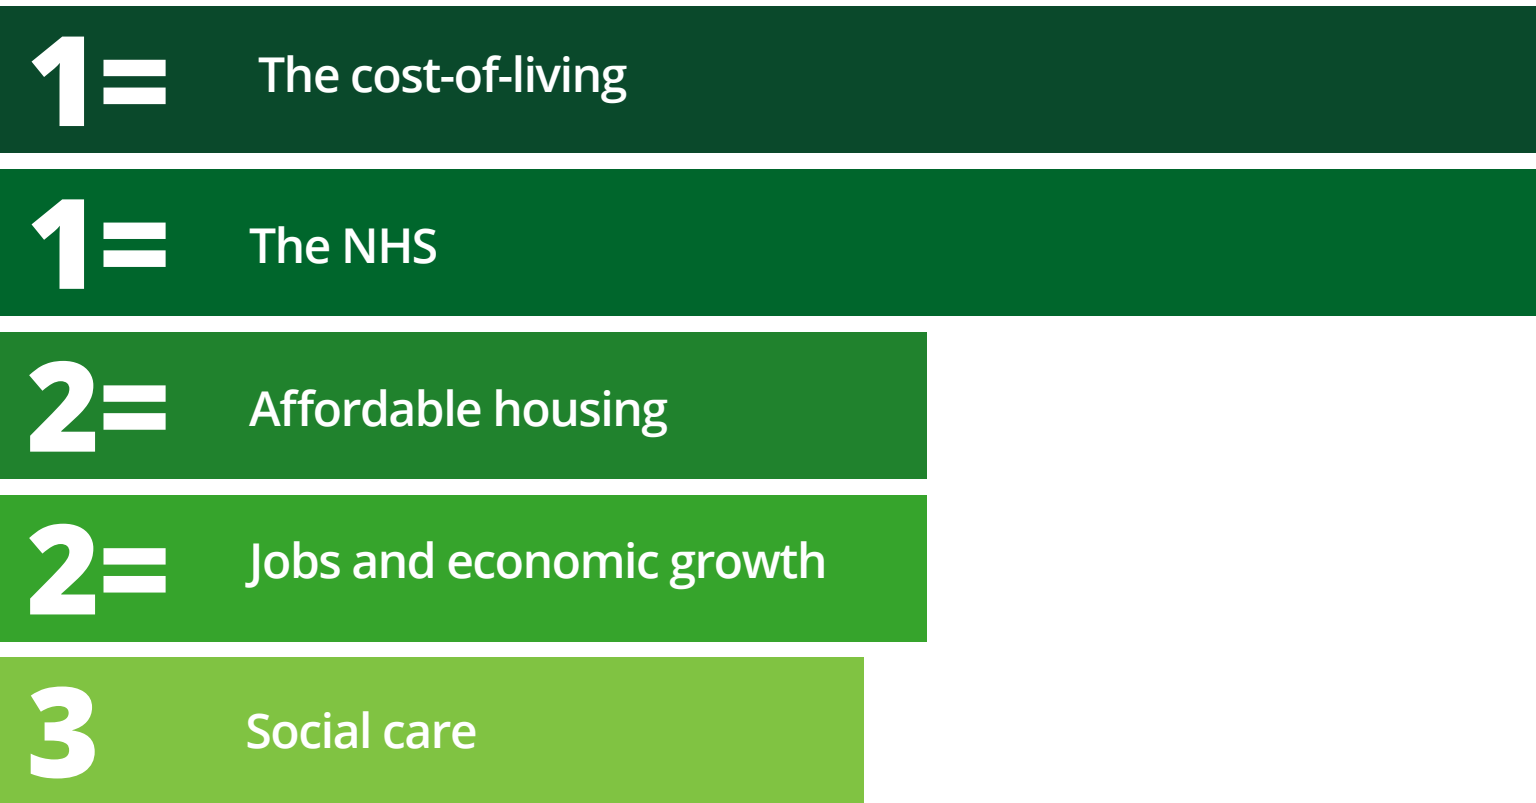 1= The cost-of-living
1= The NHS
2= Affordable housing
2= Jobs and economic growth
3 Social care